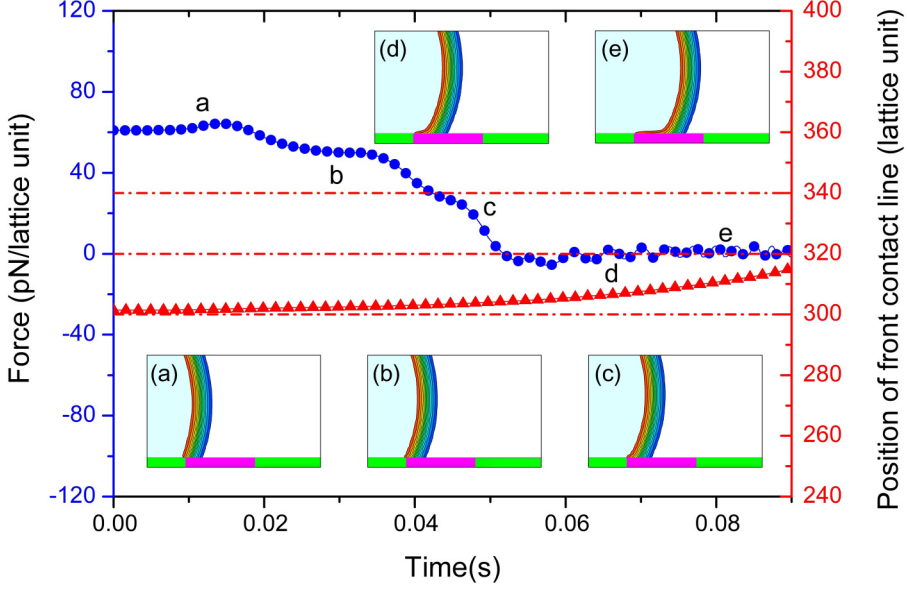 120
80
40
0
-40
-80
-120
Force (pN/lattice unit)
400
380
360
340
320
300
280
260
240
Position of front contact line (lattice unit)
(d)
(e)
a
b
c
d
e
(a)
(b)
(c)
0.00
0.02
0.04
0.06
0.08
Time(s)